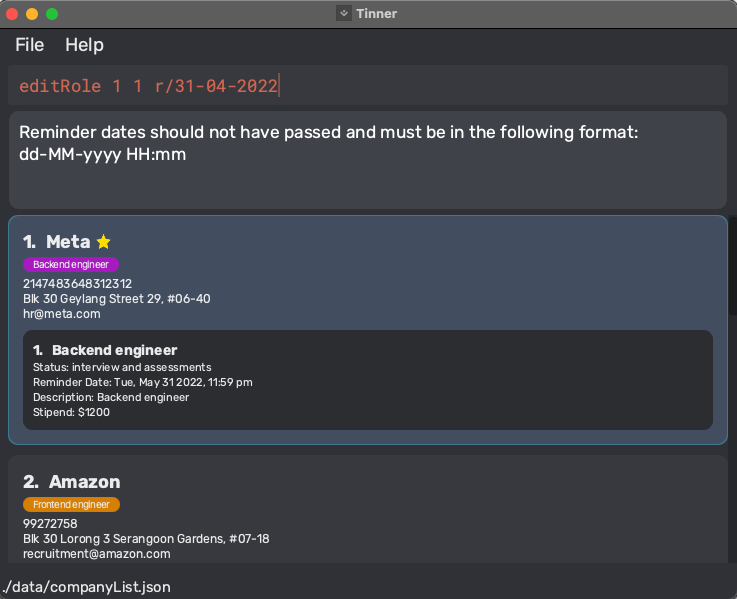 Tinner
File Help
editRole 1 1 r/31-04-2022
Reminder dates should not have passed and must be in the following format:
dd-MM-yyyy HH:mm
1. Meta
Backend engineer
2147483648312312
Blk 30 Geylang Street 29, #06-40
hr@meta.com
1. Backend engineer
Status: interview and assessments
Reminder Date: Tue, May 31 2022, 11:59 pm
Description: Backend engineer
Stipend: $1200
2. Amazon
Frontend engineer
99272758
Blk 30 Lorong 3 Serangoon Gardens, #07-18
recruitment@amazon.com
./data/companyList.json